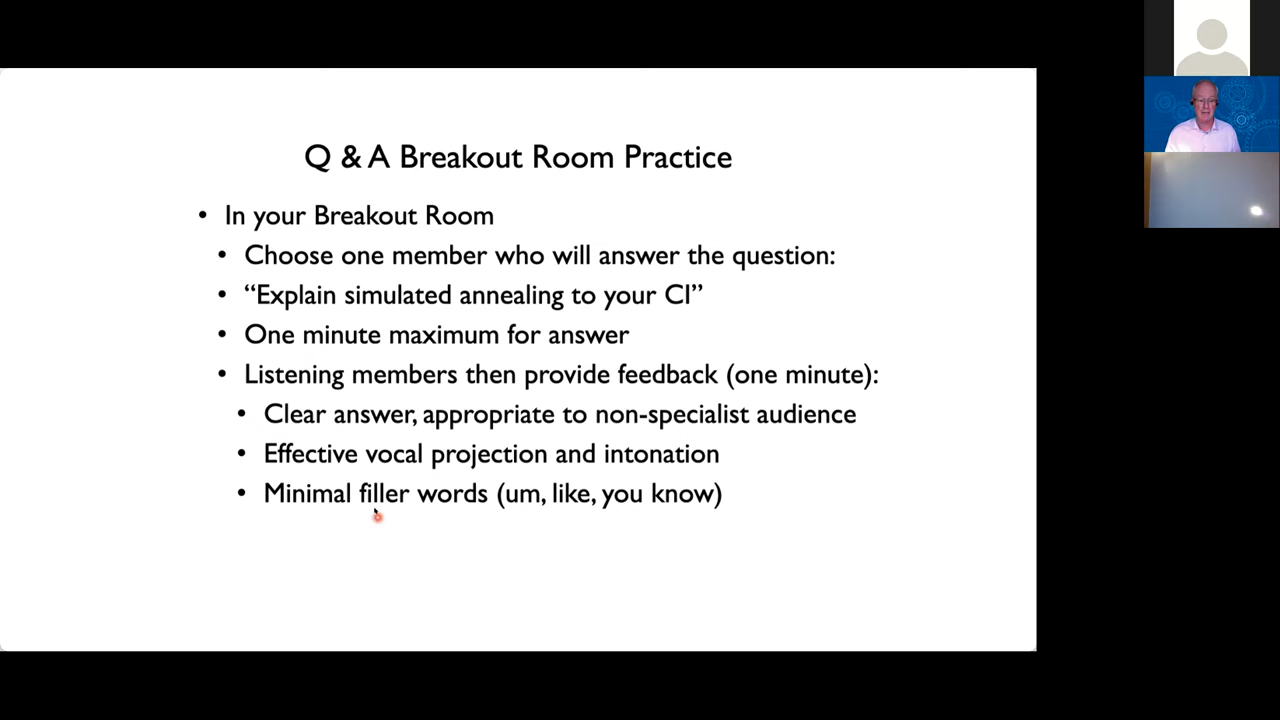 Q & A Breakout Room Practice
• In your Breakout Room
• Choose one member who will answer the question:
• “Explain simulated annealing to your CI”
• One minute maximum for answer
• Listening members then provide feedback (one minute):
• Clear answer, appropriate to non-specialist audience
• Effective vocal projection and intonation
• Minimal filler words (um, like, you know)